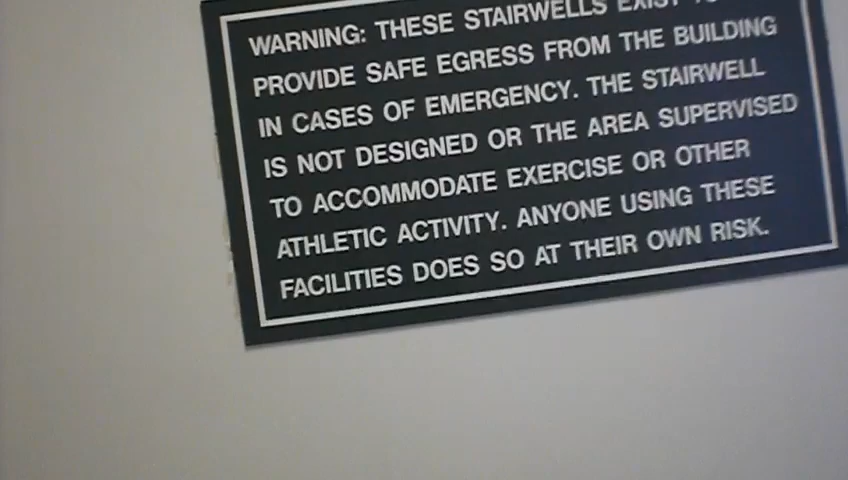 WARNING: THESE STAIRWELLS EXIST TO
PROVIDE SAFE EGRESS FROM THE BUILDING
IN CASES OF EMERGENCY. THE STAIRWELL
IS NOT DESIGNED OR THE AREA SUPERVISED
TO ACCOMMODATE EXERCISE OR OTHER
ATHLETIC ACTIVITY. ANYONE USING THESE
FACILITIES DOES SO AT THEIR OWN RISK.